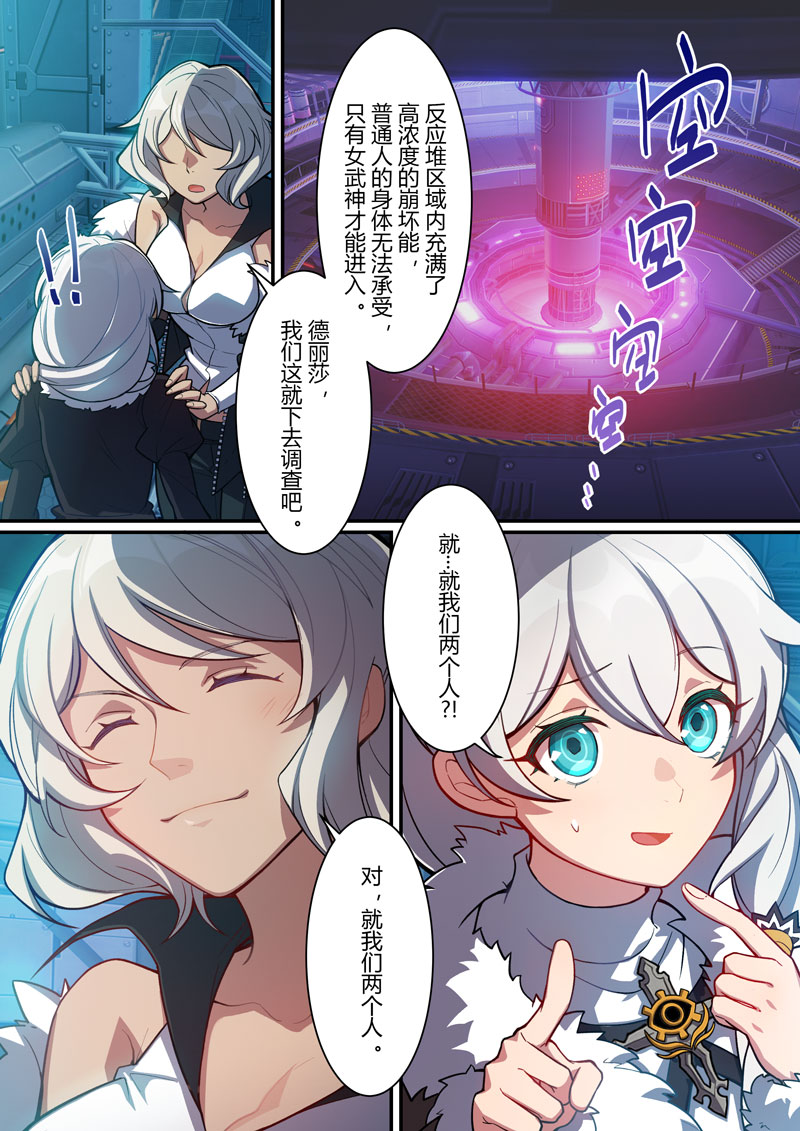 反应堆区域内充满了
高浓度的崩坏能，
普通人的身体无法承受，
只有女武神才能进入。
空
空
空
空
…
德丽莎，
我们这就下去调查吧。
!!
就…就我们两个人?!
对，就我们两个人。